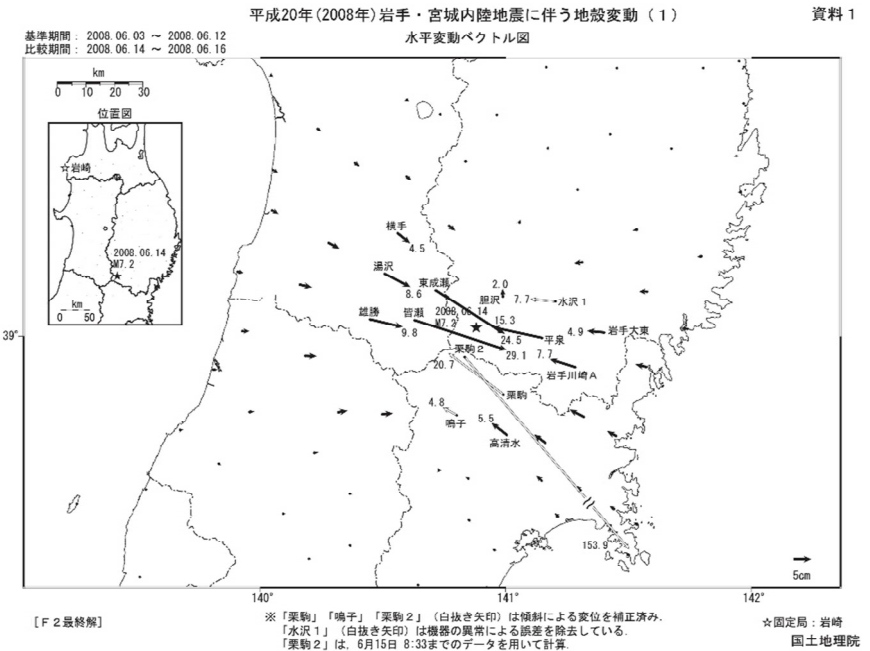 平成20年(2008年)岩手・宮城内陸地震に伴う地殻変動(1)
資料1
基準期間: 2008.06.03 ～ 2008.06.12
比較期間: 2008.06.14 ～ 2008.06.16
水平変動ベクトル図
km
0 10 20 30
位置図
☆岩崎
2008.06.14
M7.2
km
0 50
横手
4.5
湯沢
8.6
東成瀬
2.0
胆沢
7.7
水沢1
雄勝
9.8
皆瀬
2008.06.14
M7.2
15.3
24.5
平泉
4.9
岩手大東
39°
栗駒2
29.1
7.7
岩手川崎A
20.7
栗駒
4.8
鳴子
5.5
高清水
153.9
5cm
140°
141°
142°
[F2最終解]
※「栗駒」「鳴子」「栗駒2」(白抜き矢印)は傾斜による変位を補正済み.
「水沢1」(白抜き矢印)は機器の異常による誤差を除去している.
「栗駒2」は, 6月15日 8:33までのデータを用いて計算.
☆固定局:岩崎
国土地理院